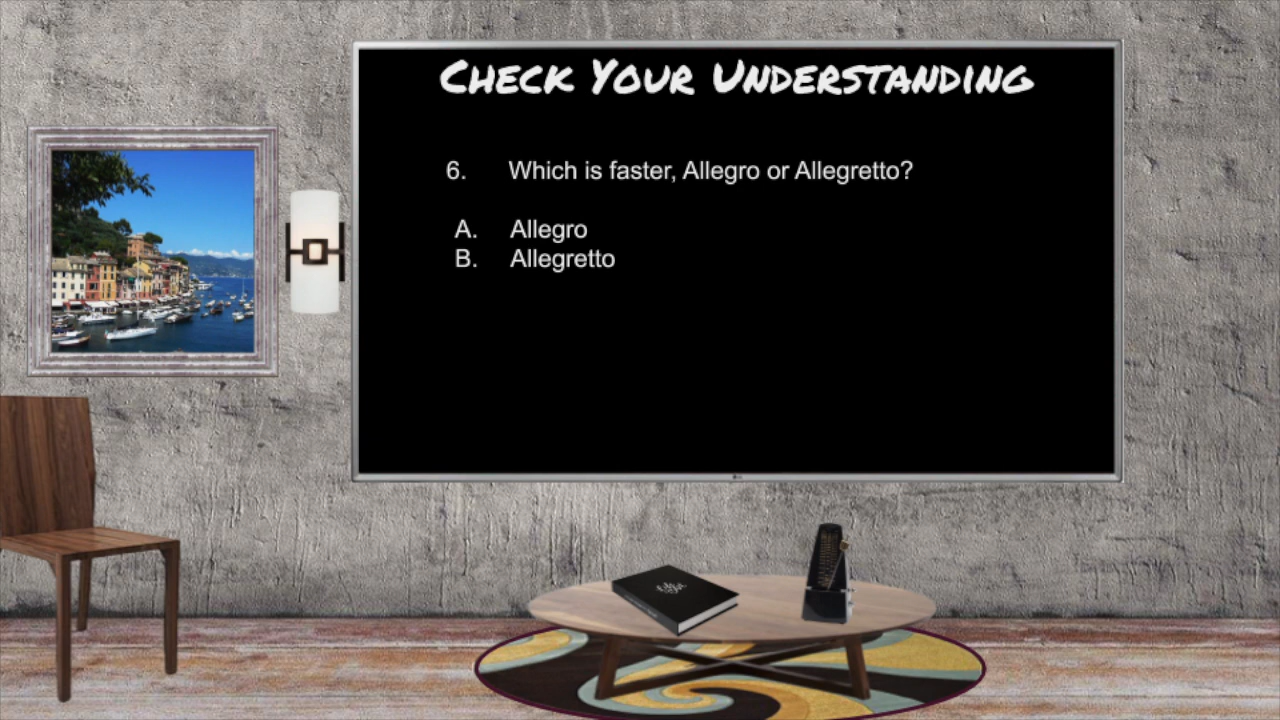 Check Your Understanding
6. Which is faster, Allegro or Allegretto?
A. Allegro
B. Allegretto